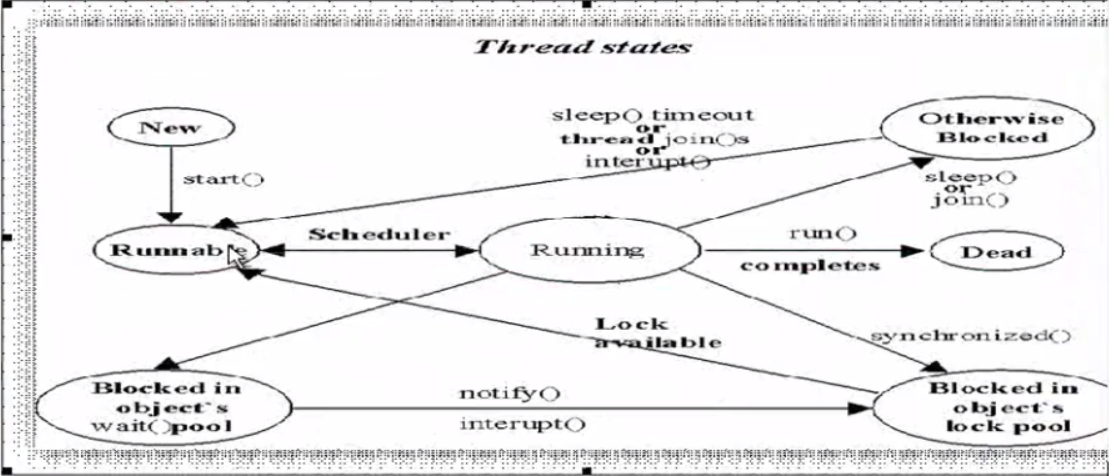 Thread states
New
sleep() timeout
or
thread join()s
or
interupt()
Otherwise
Blocked
start()
sleep()
or
join()
Runnable
Scheduler
Running
run()
completes
Dead
Lock
available
synchronized()
Blocked in
object`s
wait()pool
notify()
interupt()
Blocked in
object`s
lock pool